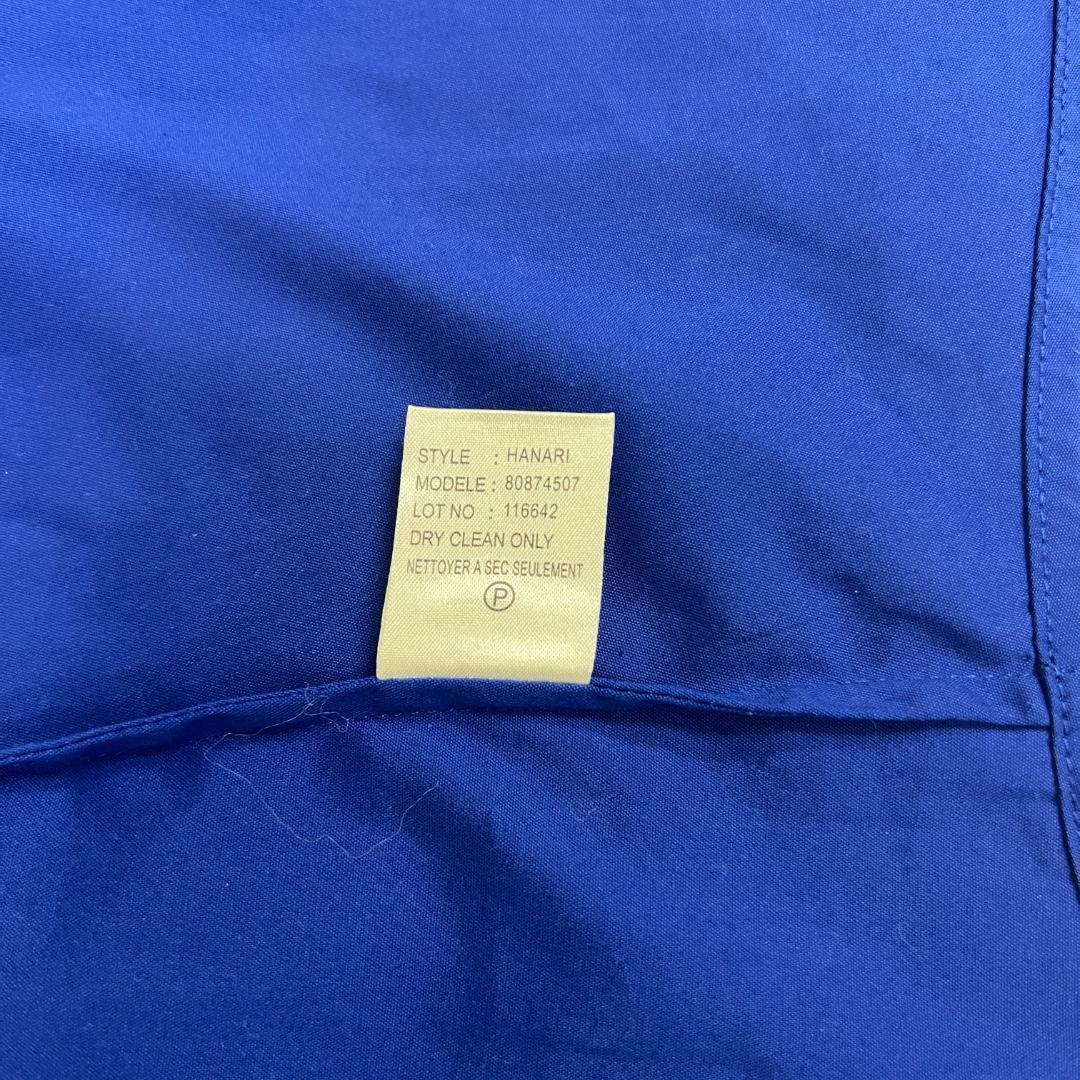 STYLE : HANARI
MODELE : 80874507
LOT NO : 116642
DRY CLEAN ONLY
NETTOYER A SEC SEULEMENT
P